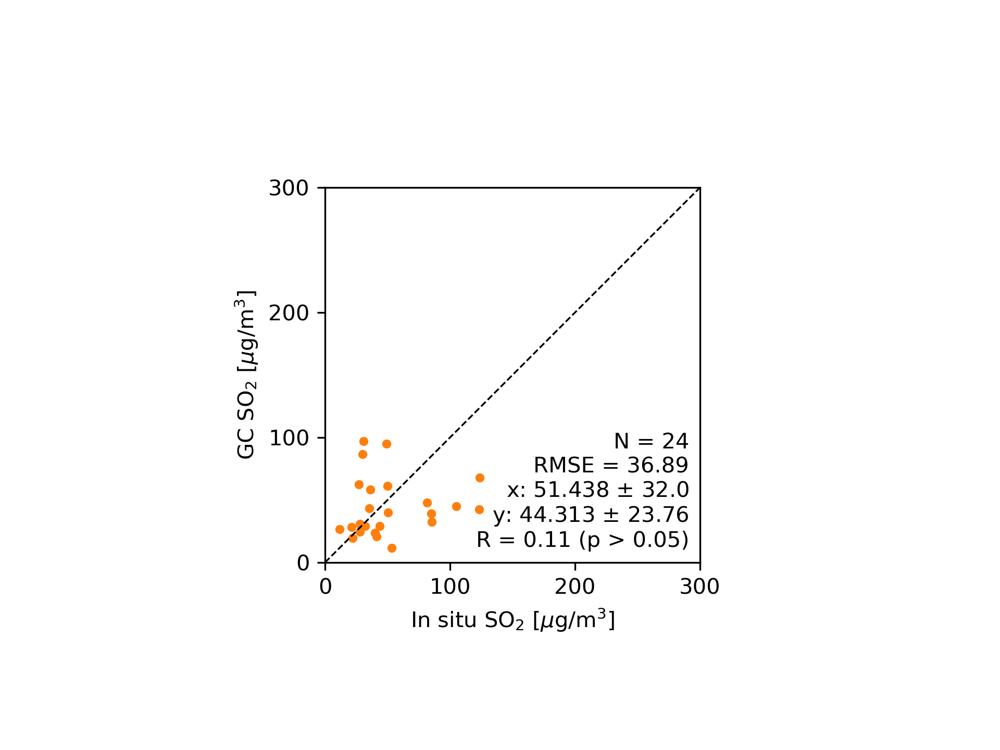 300
200
100
0
GC SO₂ [μg/m³]
N = 24
RMSE = 36.89
x: 51.438 ± 32.0
y: 44.313 ± 23.76
R = 0.11 (p > 0.05)
0 100 200 300
In situ SO₂ [μg/m³]